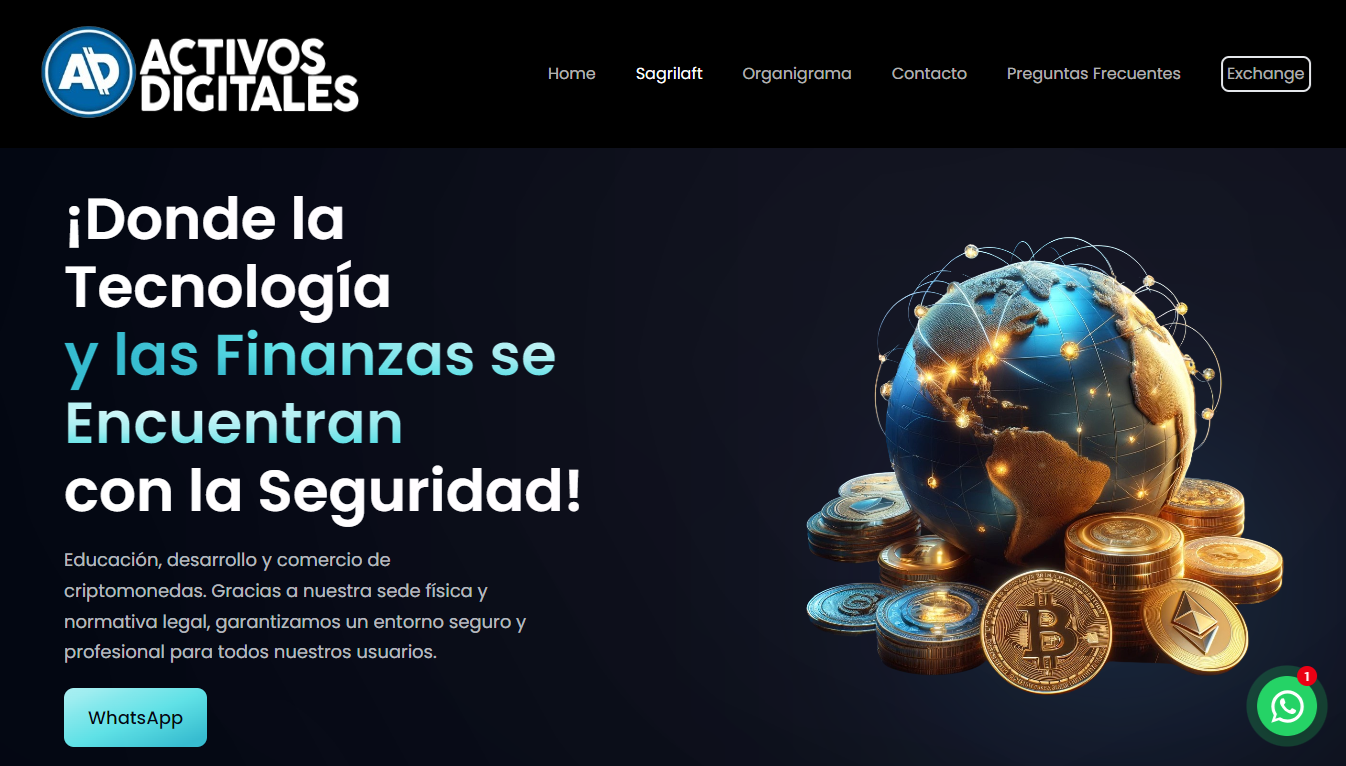 AD ACTIVOS
DIGITALES
Home Sagrilaft Organigrama Contacto Preguntas Frecuentes Exchange
¡Donde la
Tecnología
y las Finanzas se
Encuentran
con la Seguridad!
Educación, desarrollo y comercio de
criptomonedas. Gracias a nuestra sede física y
normativa legal, garantizamos un entorno seguro y
profesional para todos nuestros usuarios.
WhatsApp
1